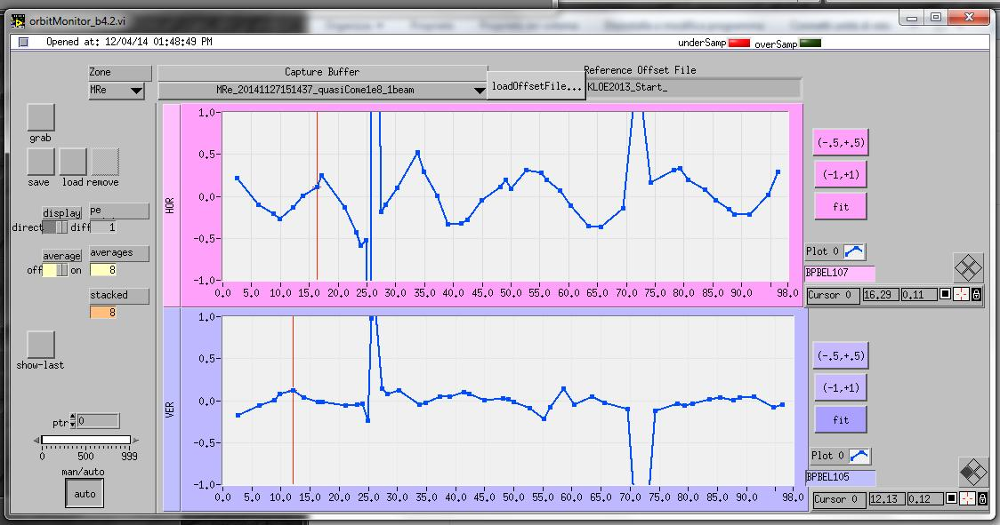 orbitMonitor_b4.2.vi
Opened at: 12/04/14 01:48:49 PM
underSamp overSamp
Zone
MRe
Capture Buffer
MRe_20141127151437_quasiCome1e8_1beam
loadOffsetFile...
Reference Offset File
KLOE2013_Start_
grab
save load remove
display
direct diff
pe
1
average
off on
averages
8
stacked
8
show-last
ptr 0
0 500 999
man/auto
auto
HOR
1.0
0.5
0.0
-0.5
-1.0
0.0 5.0 10.0 15.0 20.0 25.0 30.0 35.0 40.0 45.0 50.0 55.0 60.0 65.0 70.0 75.0 80.0 85.0 90.0 98.0
(-.5,+.5)
(-1,+1)
fit
Plot 0
BPBEL107
Cursor 0 16.29 0.11
VER
1.0
0.5
0.0
-0.5
-1.0
0.0 5.0 10.0 15.0 20.0 25.0 30.0 35.0 40.0 45.0 50.0 55.0 60.0 65.0 70.0 75.0 80.0 85.0 90.0 98.0
(-.5,+.5)
(-1,+1)
fit
Plot 0
BPBEL105
Cursor 0 12.13 0.12